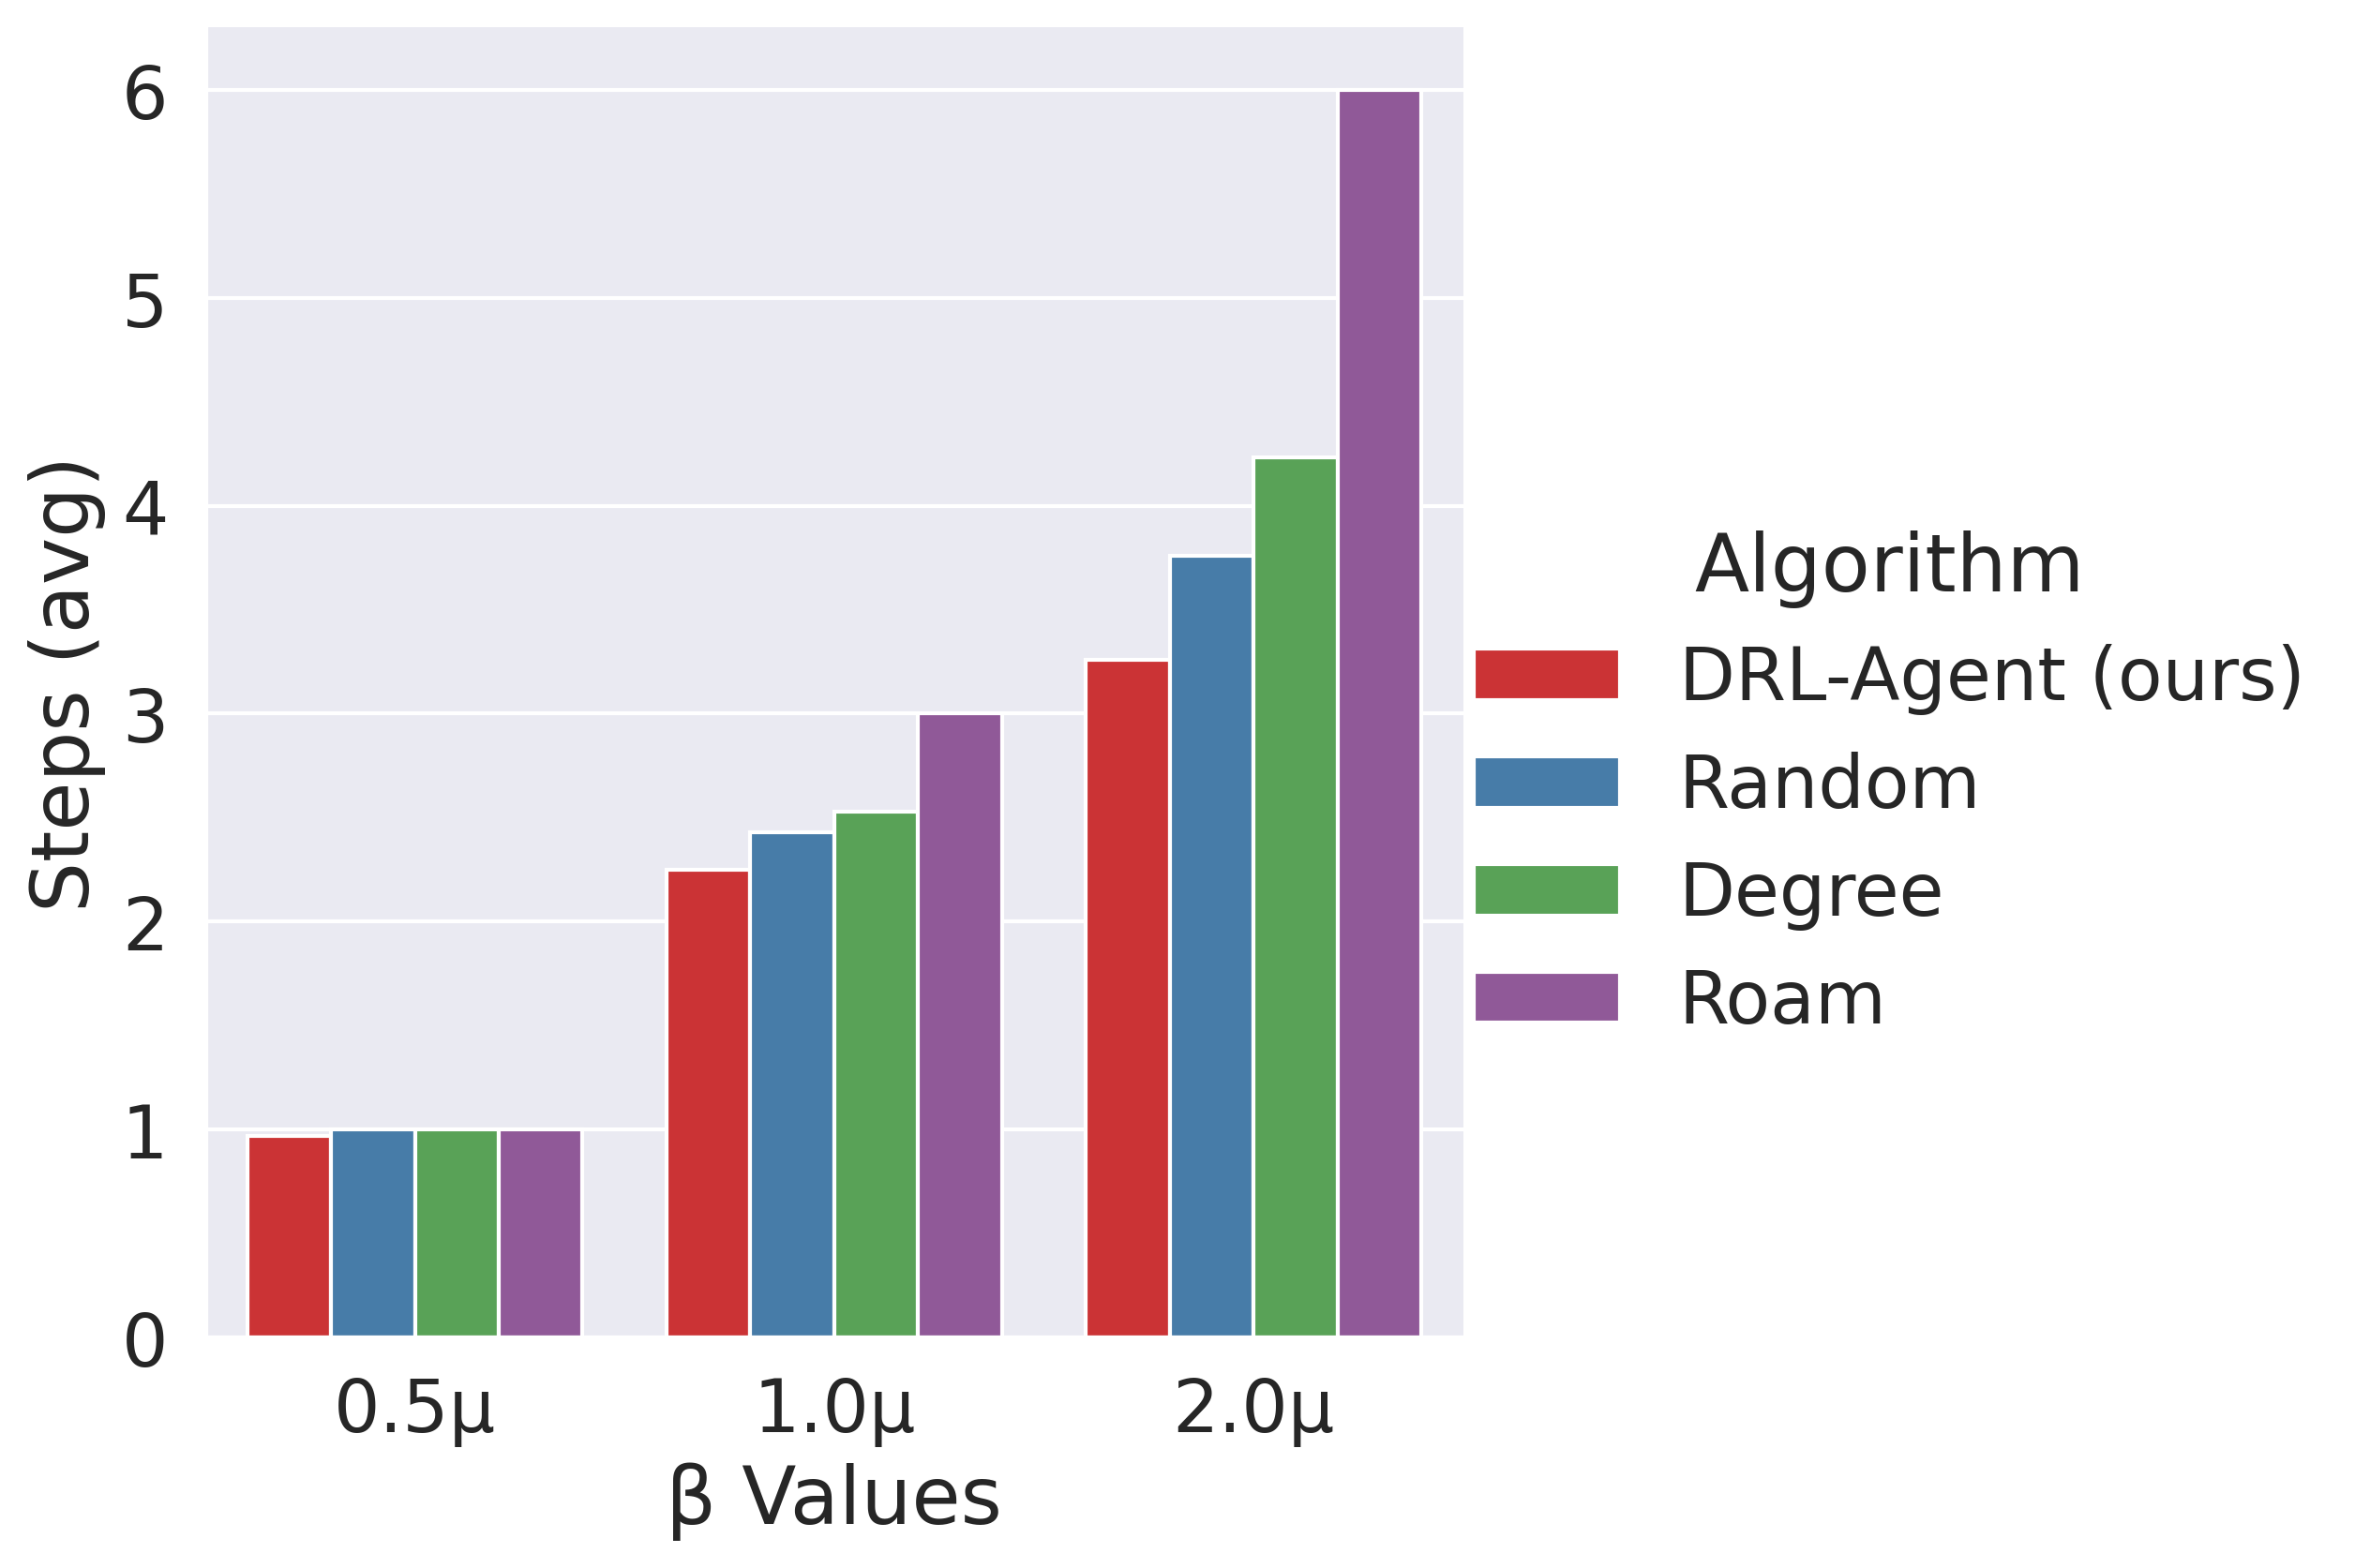 6
5
4
3
2
1
0
Steps (avg)
0.5µ
1.0µ
2.0µ
β Values
Algorithm
DRL-Agent (ours)
Random
Degree
Roam